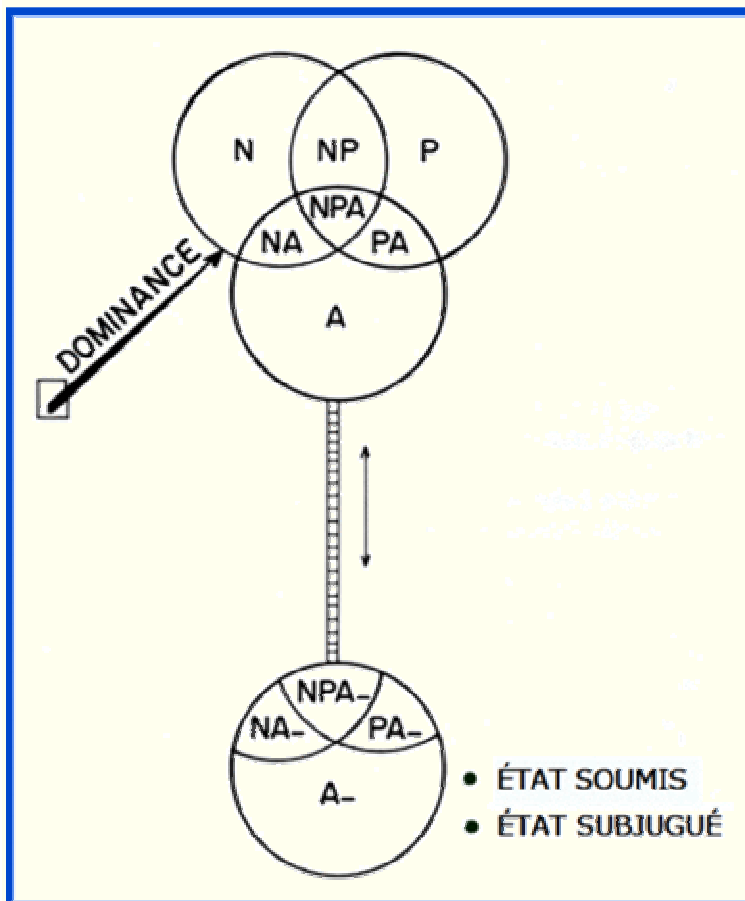 N NP P
NPA
NA PA
DOMINANCE
A
NPA-
NA- PA-
A-
• ÉTAT SOUMIS
• ÉTAT SUBJUGUÉ